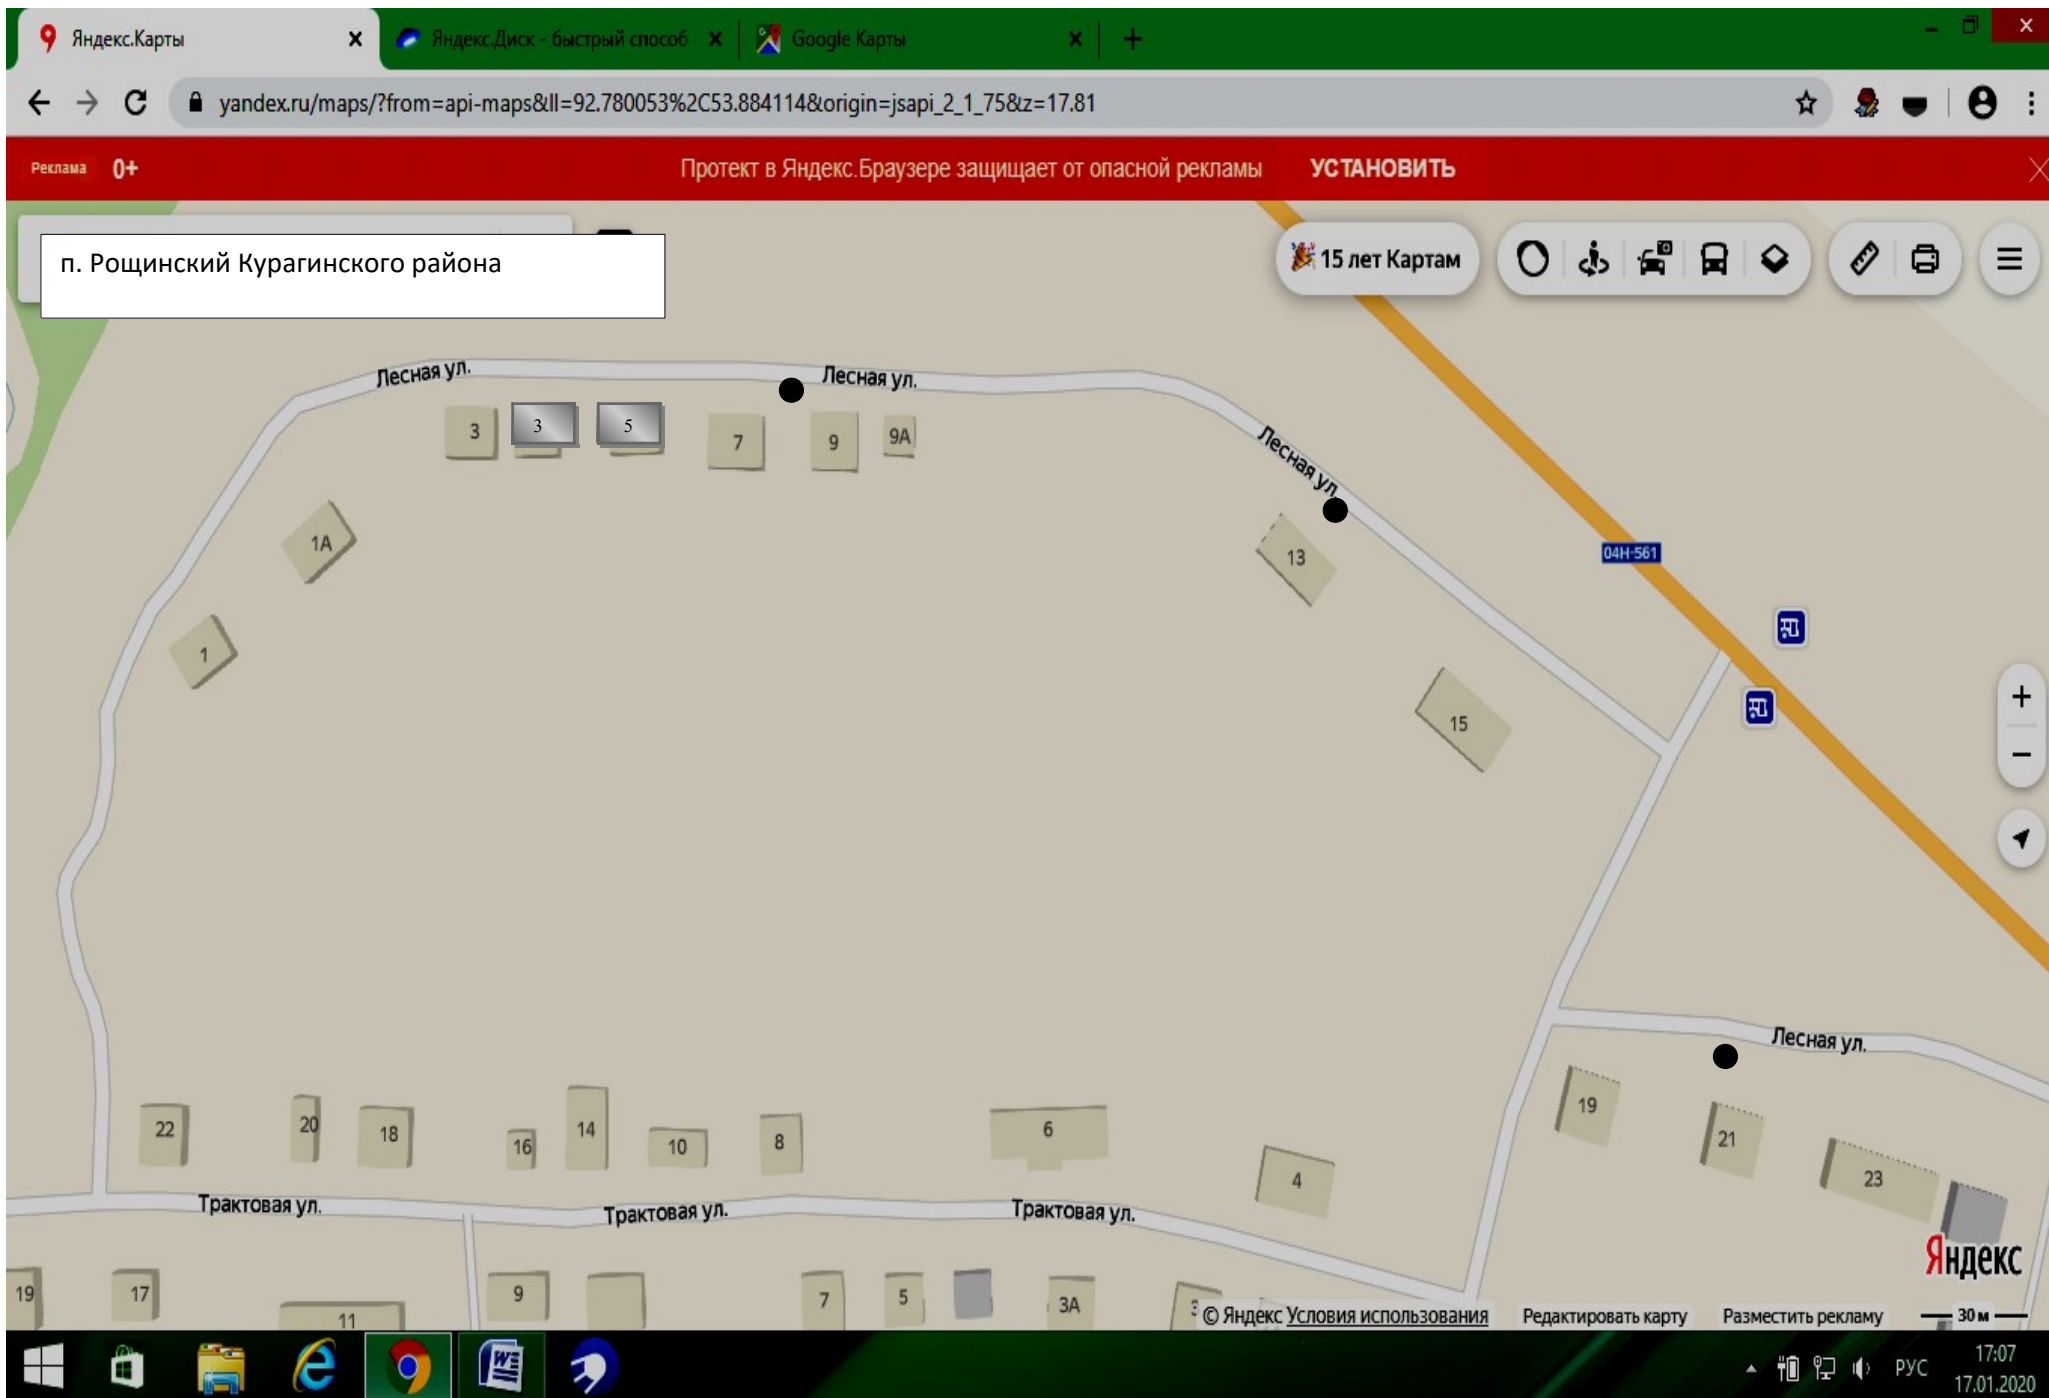 Яндекс.Карты
Яндекс.Диск - быстрый способ
Google Карты
yandex.ru/maps/?from=api-maps&ll=92.780053%2C53.884114&origin=jsapi_2_1_75&z=17.81
Реклама 0+ Протект в Яндекс.Браузере защищает от опасной рекламы УСТАНОВИТЬ
п. Рощинский Курагинского района
15 лет Картам
Лесная ул.
Лесная ул.
3
3
5
7
9
9А
Лесная ул.
1А
13
04Н-561
1
15
Лесная ул.
22
20
18
16
14
10
8
6
4
19
21
23
Трактовая ул.
Трактовая ул.
Трактовая ул.
19
17
11
9
7
5
3А
3
Яндекс
© Яндекс Условия использования
Редактировать карту
Разместить рекламу
30 м
РУС
17:07
17.01.2020